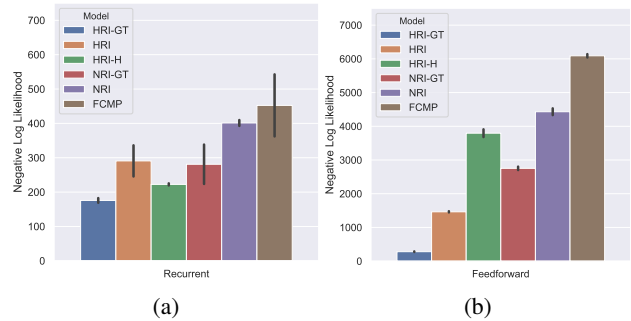 Model
HRI-GT
HRI
HRI-H
NRI-GT
NRI
FCMP
Negative Log Likelihood
700
600
500
400
300
200
100
0
Recurrent
(a)
Model
HRI-GT
HRI
HRI-H
NRI-GT
NRI
FCMP
Negative Log Likelihood
7000
6000
5000
4000
3000
2000
1000
0
Feedforward
(b)